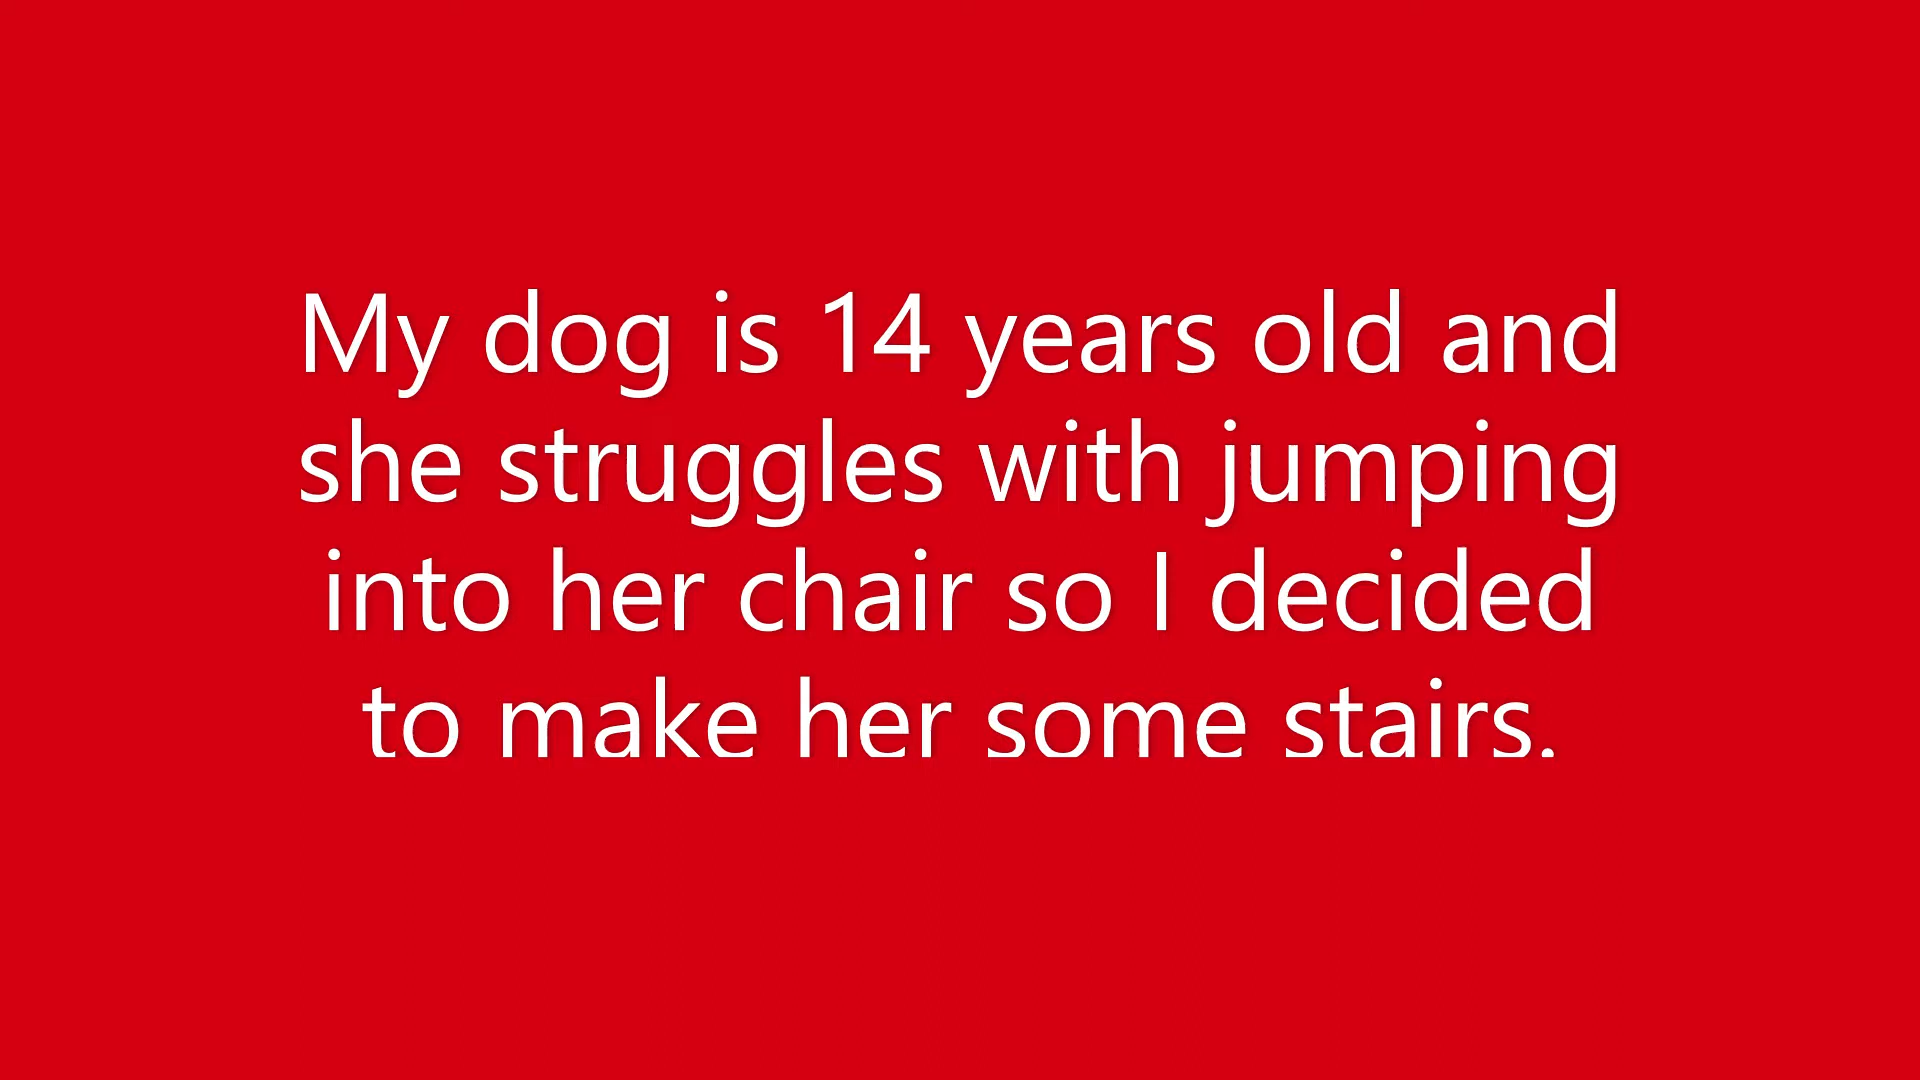 My dog is 14 years old and
she struggles with jumping
into her chair so I decided
to make her some stairs.